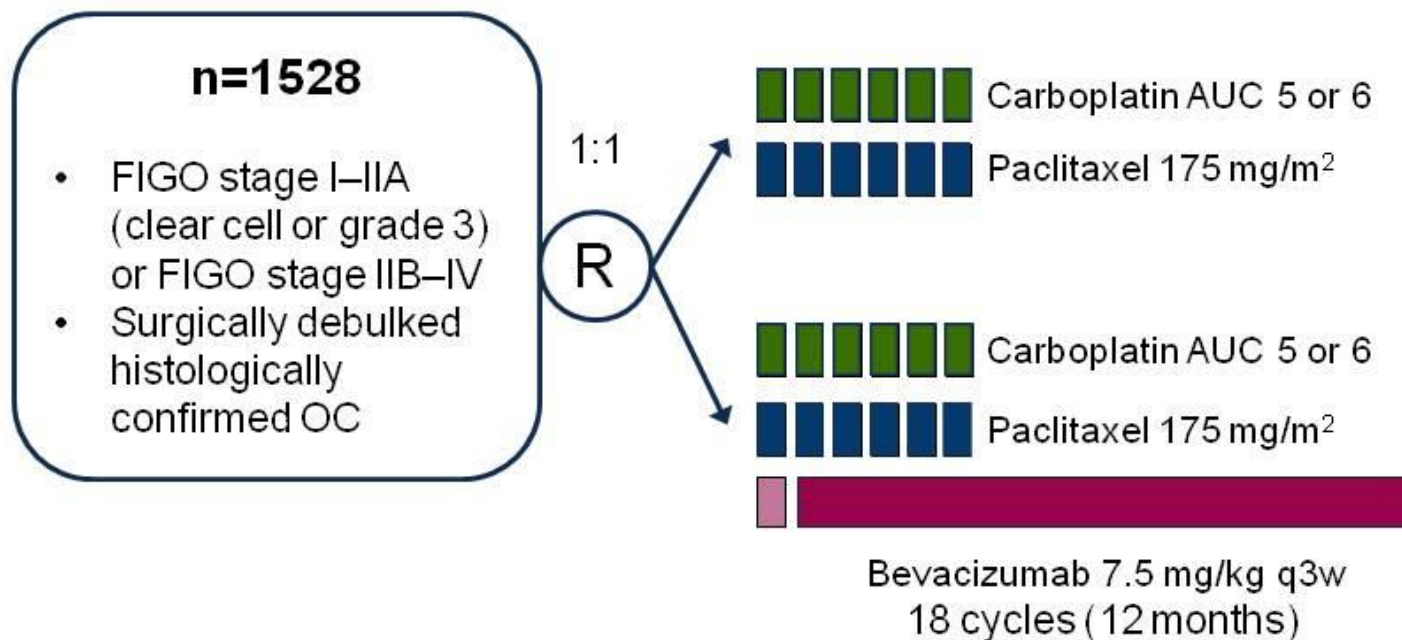 n=1528
• FIGO stage I–IIA
(clear cell or grade 3)
or FIGO stage IIB–IV
• Surgically debulked
histologically
confirmed OC
1:1
R
Carboplatin AUC 5 or 6
Paclitaxel 175 mg/m²
Carboplatin AUC 5 or 6
Paclitaxel 175 mg/m²
Bevacizumab 7.5 mg/kg q3w
18 cycles (12 months)